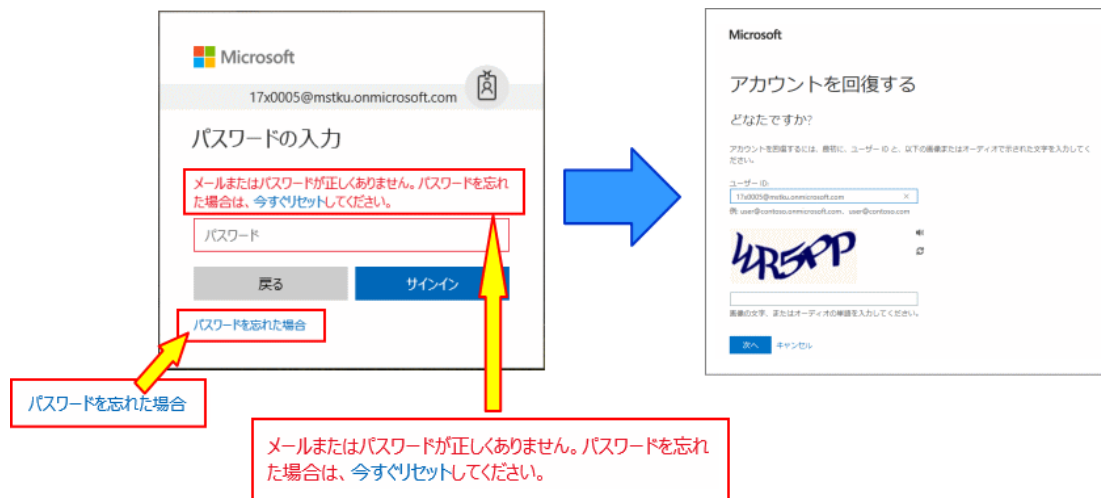 Microsoft
17x0005@mstku.onmicrosoft.com
パスワードの入力
メールまたはパスワードが正しくありません。パスワードを忘れ
た場合は、今すぐリセットしてください。
パスワード
戻る
サインイン
パスワードを忘れた場合
パスワードを忘れた場合
メールまたはパスワードが正しくありません。パスワードを忘れ
た場合は、今すぐリセットしてください。
Microsoft
アカウントを回復する
どなたですか?
アカウントを回復するには、最初に、ユーザー ID と、以下の画像またはオーディオで示された文字を入力してく
ださい。
ユーザー ID:
17x0005@mstku.onmicrosoft.com
例: user@contoso.onmicrosoft.com、user@contoso.com
画像の文字、またはオーディオの単語を入力してください。
次へ
キャンセル